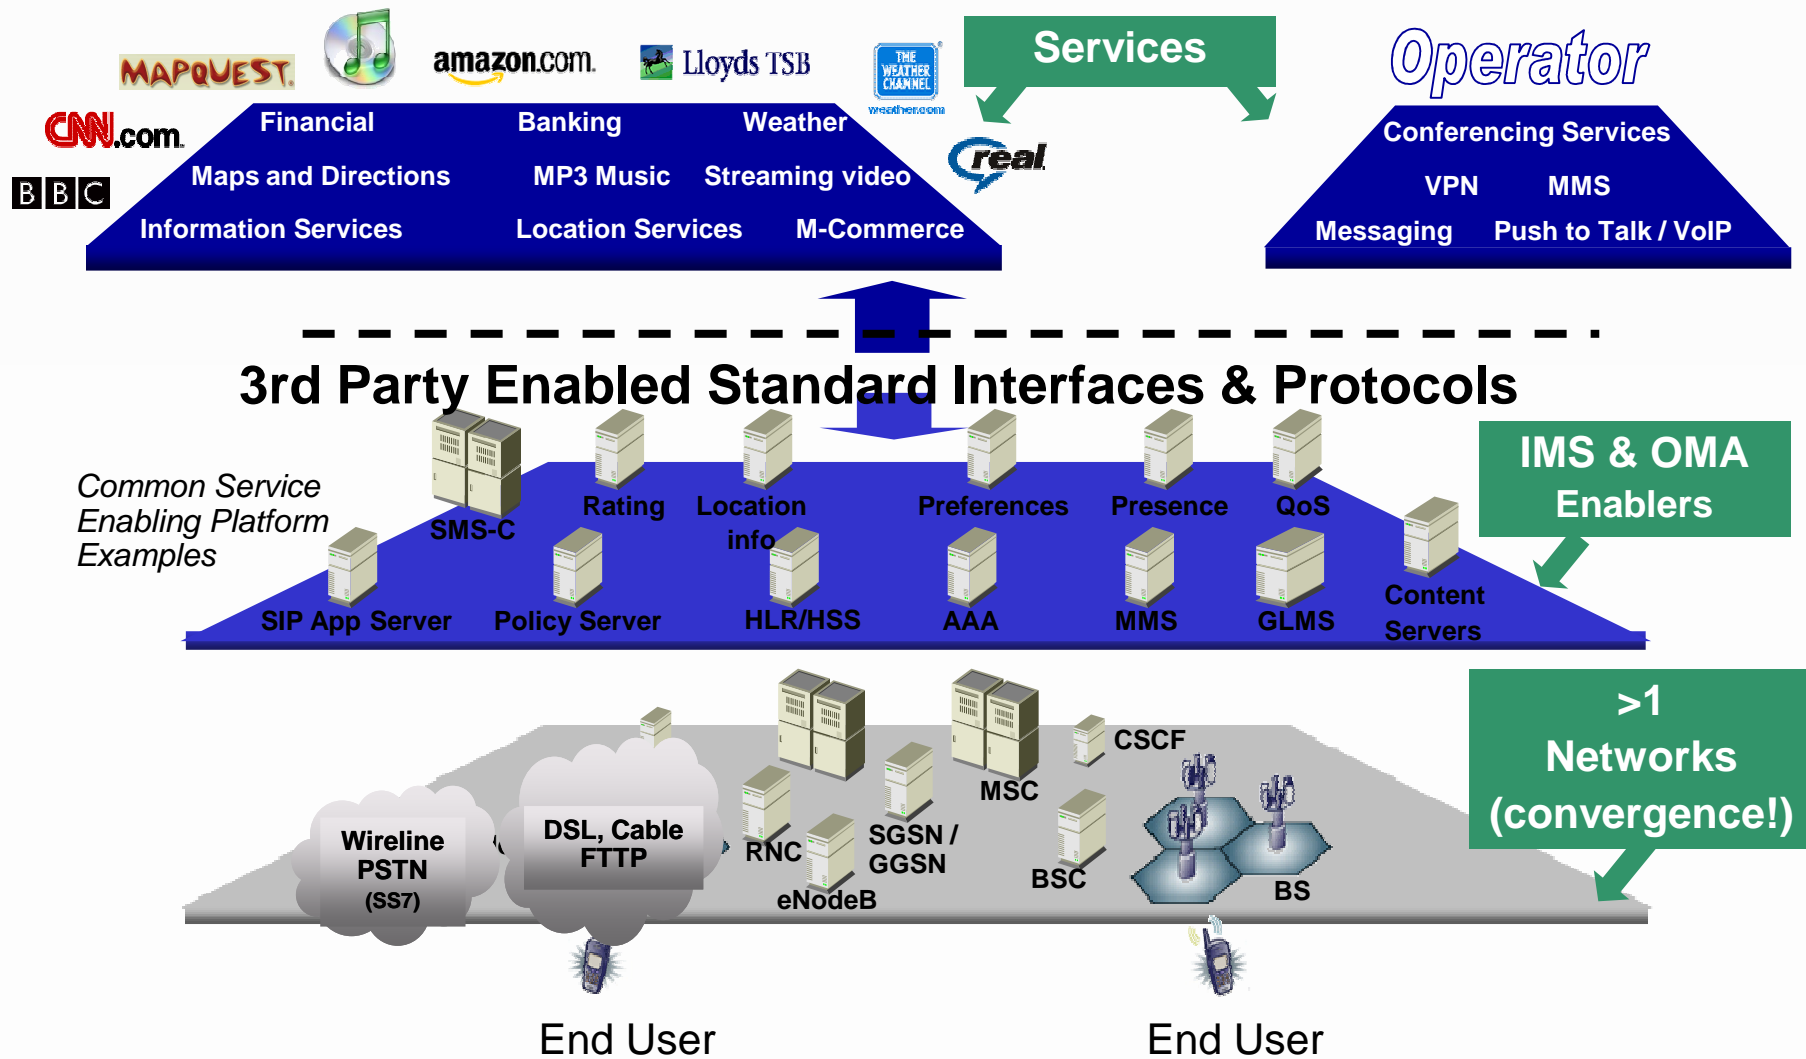 MAPQUEST.
amazon.com.
Lloyds TSB
THE
WEATHER
CHANNEL
weather.com
Services
Operator
CNN.com.
BBC
real
Financial
Banking
Weather
Maps and Directions
MP3 Music
Streaming video
Information Services
Location Services
M-Commerce
Conferencing Services
VPN
MMS
Messaging
Push to Talk / VoIP
3rd Party Enabled Standard Interfaces & Protocols
Common Service
Enabling Platform
Examples
IMS & OMA
Enablers
SMS-C
Rating
Location
info
Preferences
Presence
QoS
SIP App Server
Policy Server
HLR/HSS
AAA
MMS
GLMS
Content
Servers
>1
Networks
(convergence!)
CSCF
MSC
Wireline
PSTN
(SS7)
DSL, Cable
FTTP
RNC
SGSN /
GGSN
eNodeB
BSC
BS
End User
End User